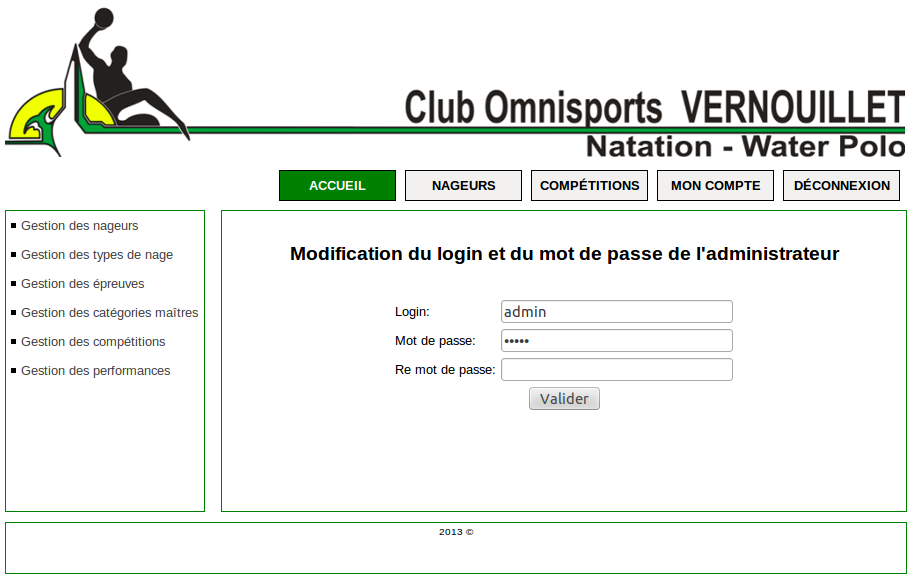 Club Omnisports VERNOUILLET
Natation - Water Polo
ACCUEIL NAGEURS COMPÉTITIONS MON COMPTE DÉCONNEXION
Gestion des nageurs
Gestion des types de nage
Gestion des épreuves
Gestion des catégories maîtres
Gestion des compétitions
Gestion des performances
Modification du login et du mot de passe de l'administrateur
Login: admin
Mot de passe: •••••
Re mot de passe:
Valider
2013 ©